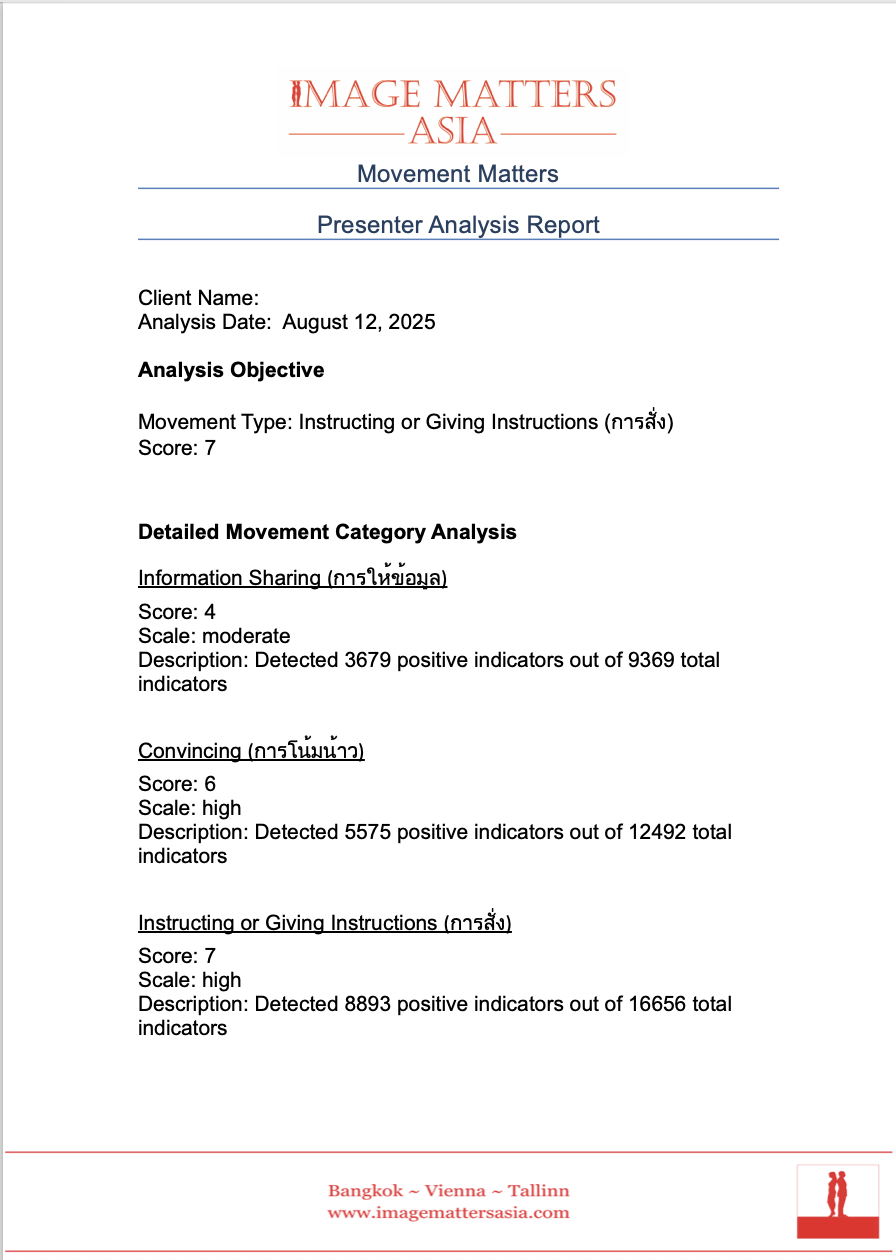 IMAGE MATTERS
ASIA
Movement Matters
Presenter Analysis Report
Client Name:
Analysis Date: August 12, 2025
Analysis Objective
Movement Type: Instructing or Giving Instructions (การสั่ง)
Score: 7
Detailed Movement Category Analysis
Information Sharing (การให้ข้อมูล)
Score: 4
Scale: moderate
Description: Detected 3679 positive indicators out of 9369 total
indicators
Convincing (การโน้มน้าว)
Score: 6
Scale: high
Description: Detected 5575 positive indicators out of 12492 total
indicators
Instructing or Giving Instructions (การสั่ง)
Score: 7
Scale: high
Description: Detected 8893 positive indicators out of 16656 total
indicators
Bangkok ~ Vienna ~ Tallinn
www.imagemattersasia.com